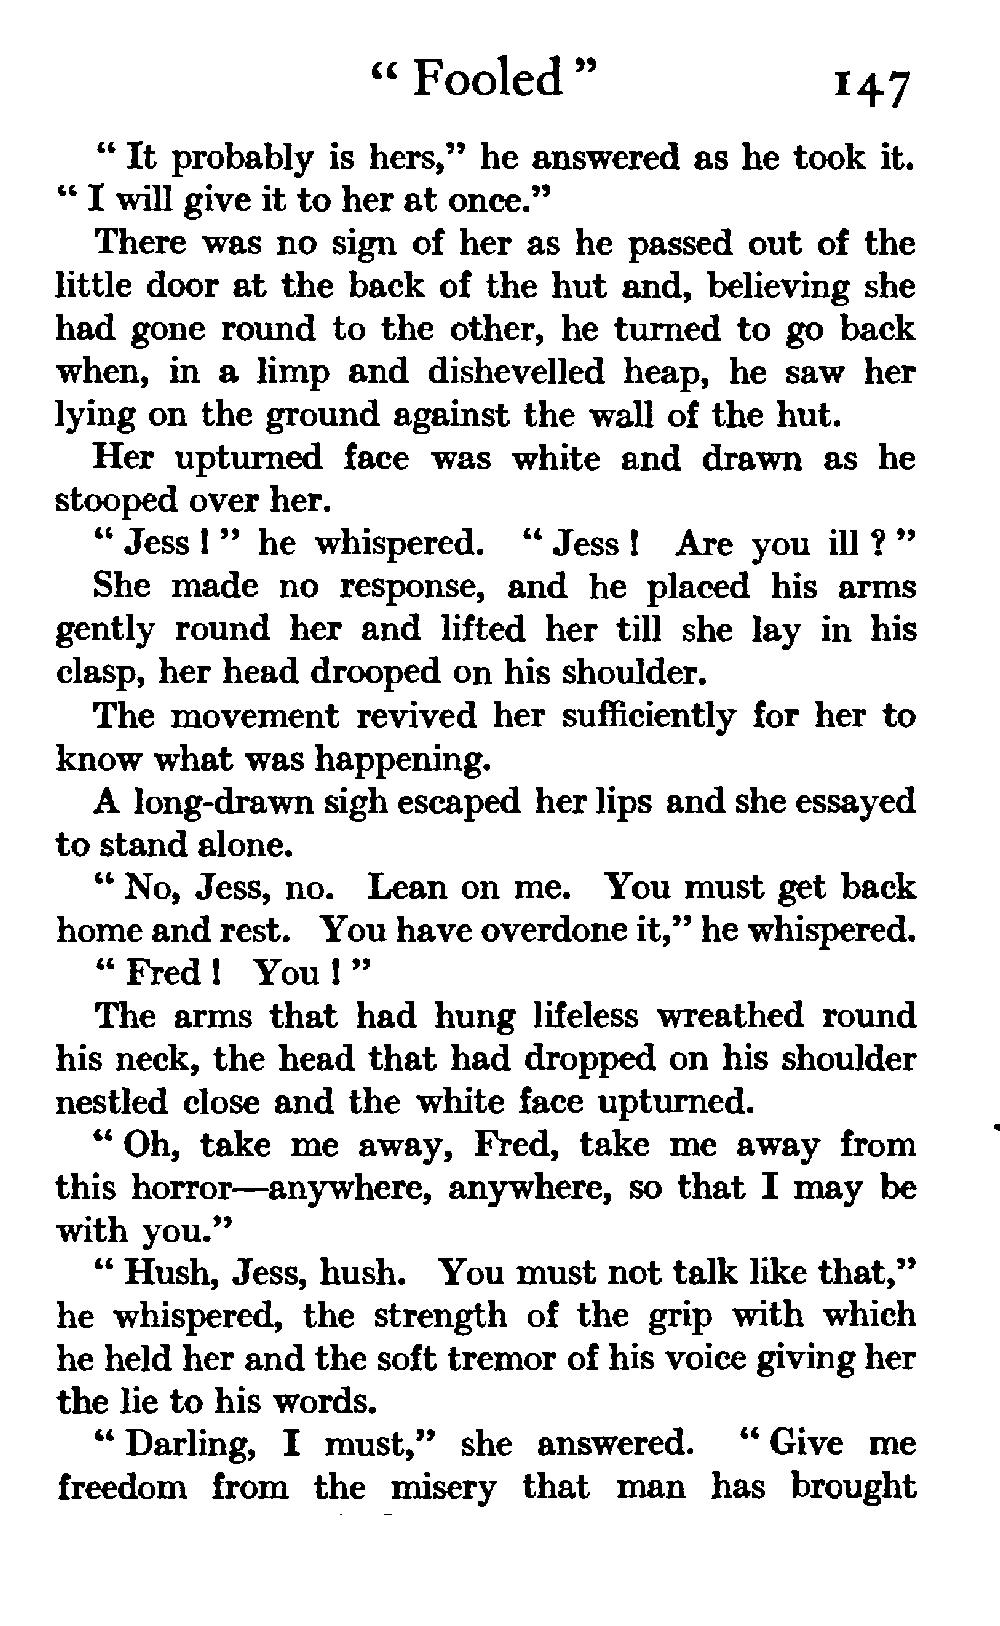 “ Fooled ” 147
“ It probably is hers,” he answered as he took it.
“ I will give it to her at once.”
There was no sign of her as he passed out of the
little door at the back of the hut and, believing she
had gone round to the other, he turned to go back
when, in a limp and dishevelled heap, he saw her
lying on the ground against the wall of the hut.
Her upturned face was white and drawn as he
stooped over her.
“ Jess ! ” he whispered. “ Jess ! Are you ill ? ”
She made no response, and he placed his arms
gently round her and lifted her till she lay in his
clasp, her head drooped on his shoulder.
The movement revived her sufficiently for her to
know what was happening.
A long-drawn sigh escaped her lips and she essayed
to stand alone.
“ No, Jess, no. Lean on me. You must get back
home and rest. You have overdone it,” he whispered.
“ Fred ! You ! ”
The arms that had hung lifeless wreathed round
his neck, the head that had dropped on his shoulder
nestled close and the white face upturned.
“ Oh, take me away, Fred, take me away from
this horror—anywhere, anywhere, so that I may be
with you.”
“ Hush, Jess, hush. You must not talk like that,”
he whispered, the strength of the grip with which
he held her and the soft tremor of his voice giving her
the lie to his words.
“ Darling, I must,” she answered. “ Give me
freedom from the misery that man has brought